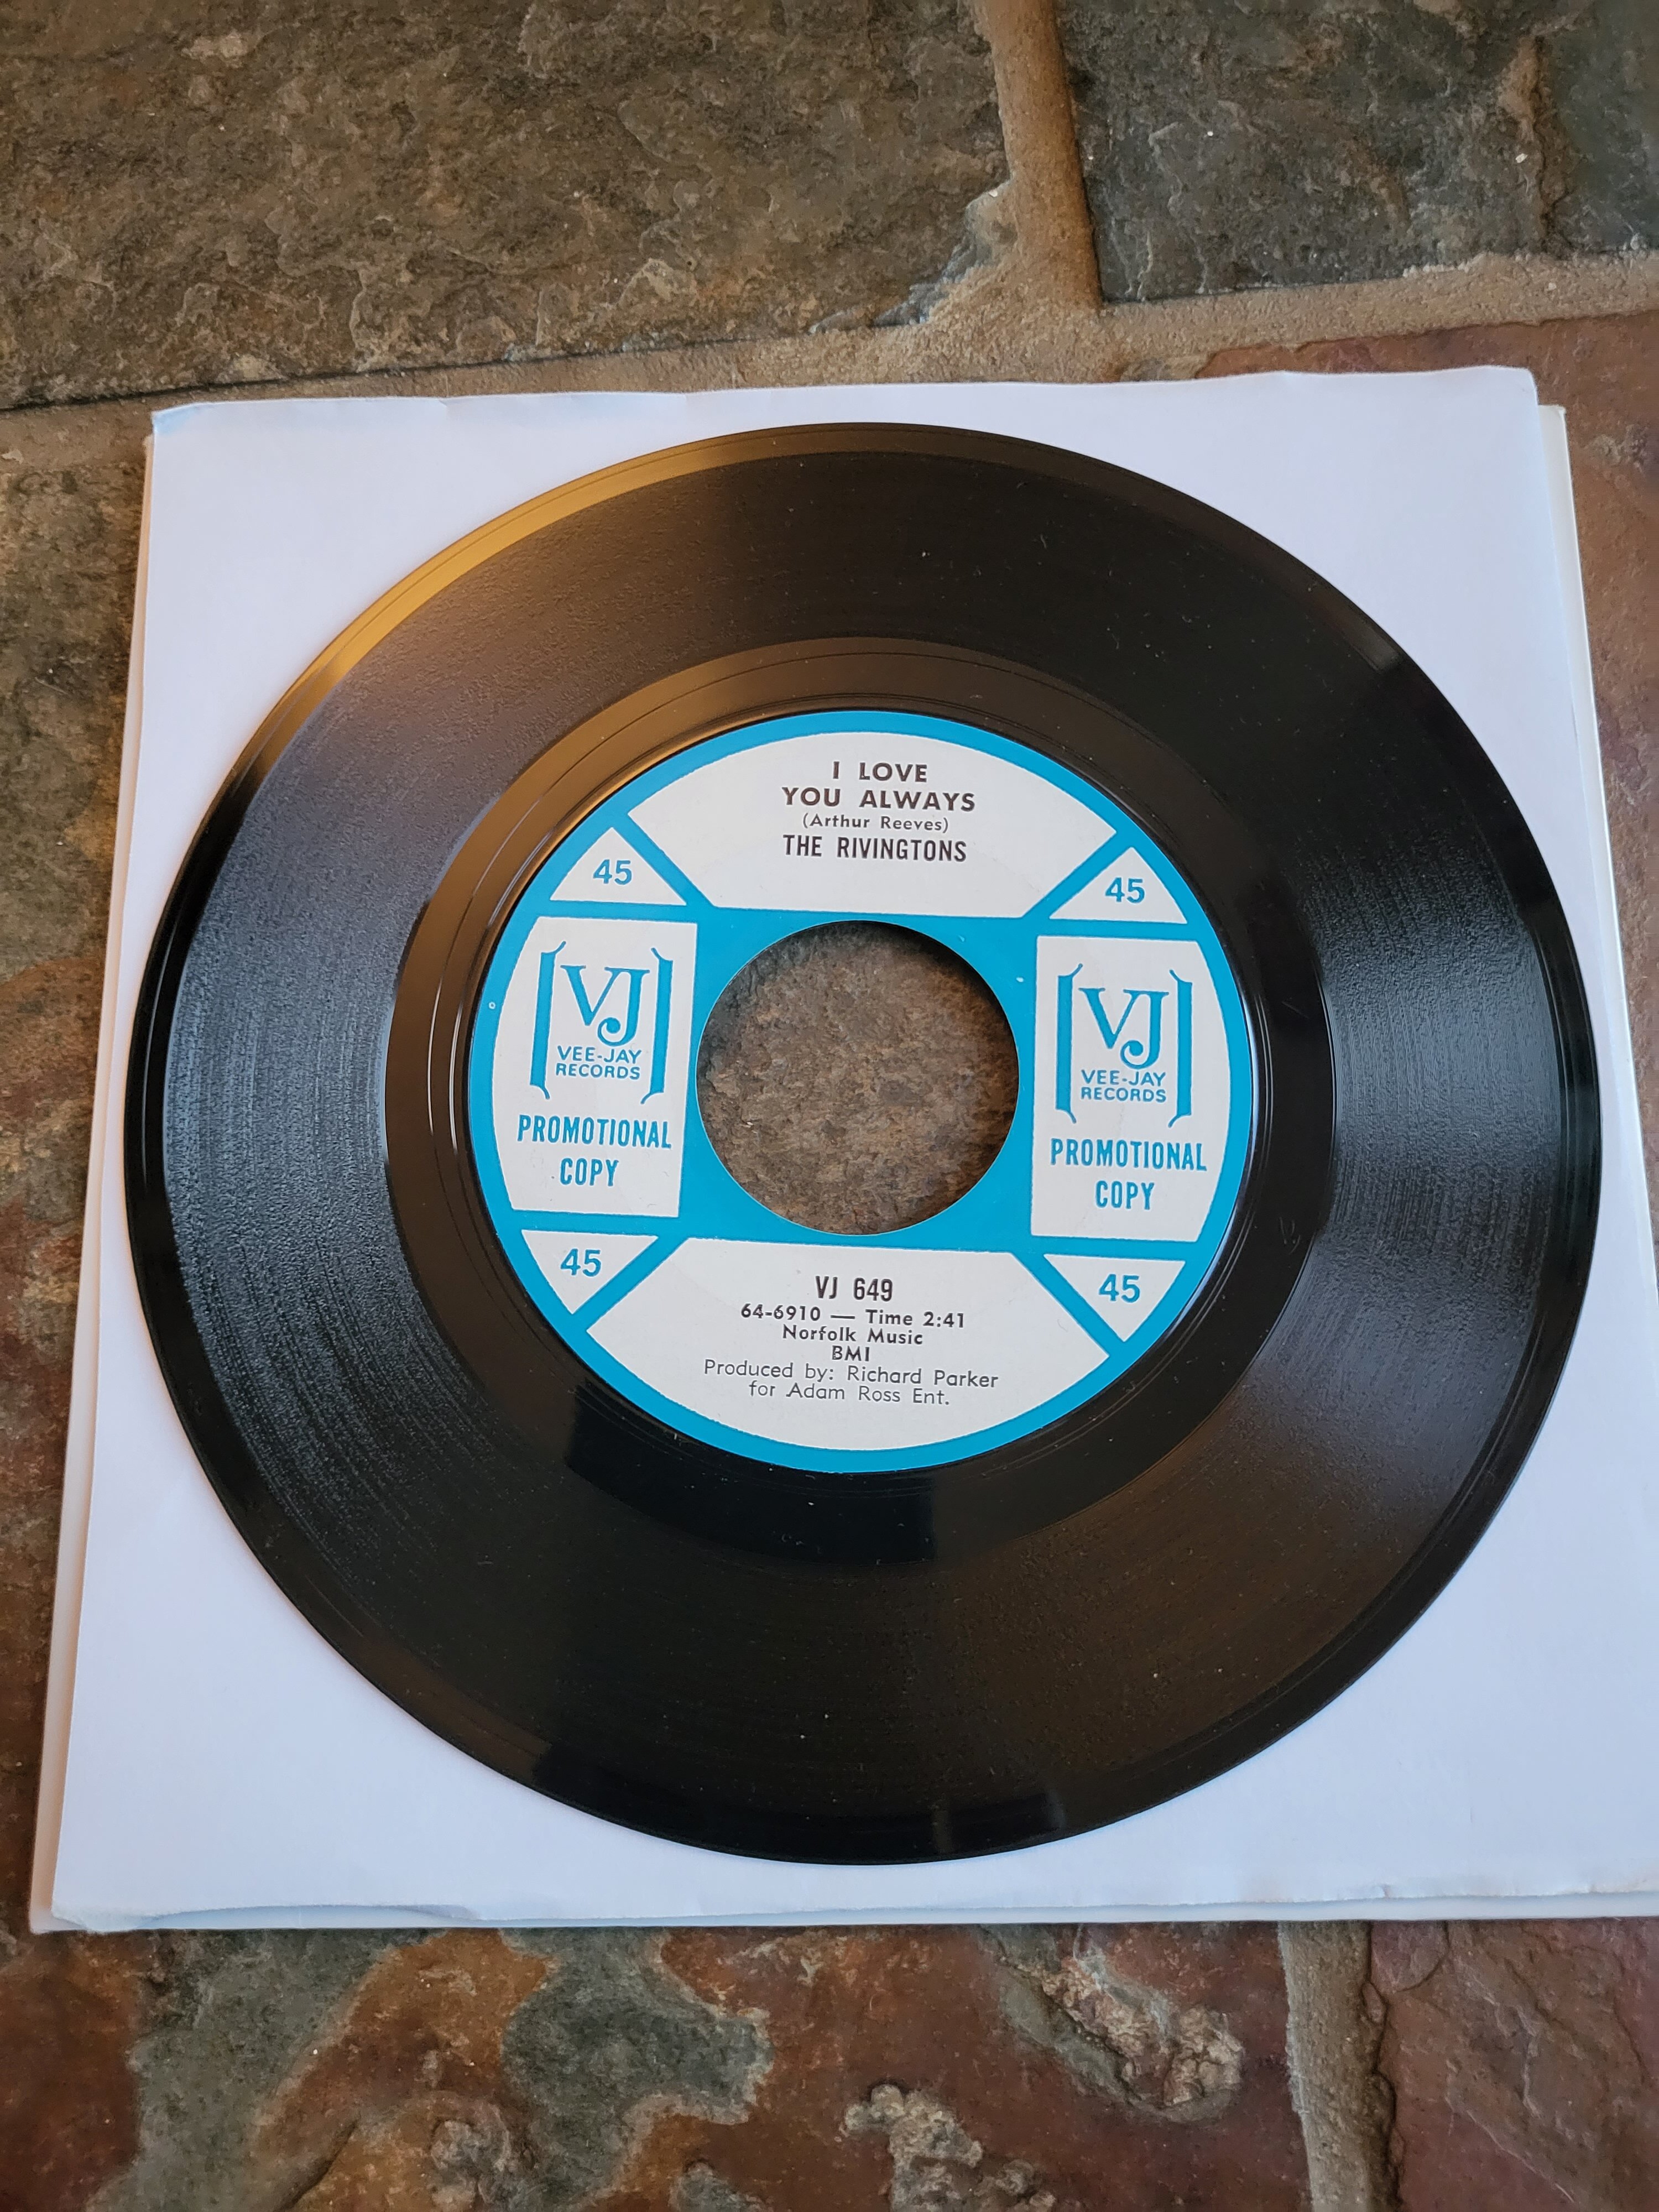 I LOVE
YOU ALWAYS
(Arthur Reeves)
THE RIVINGTONS
45
45
VJ
VEE-JAY
RECORDS
PROMOTIONAL
COPY
VJ
VEE-JAY
RECORDS
PROMOTIONAL
COPY
45
45
VJ 649
64-6910 — Time 2:41
Norfolk Music
BMI
Produced by: Richard Parker
for Adam Ross Ent.